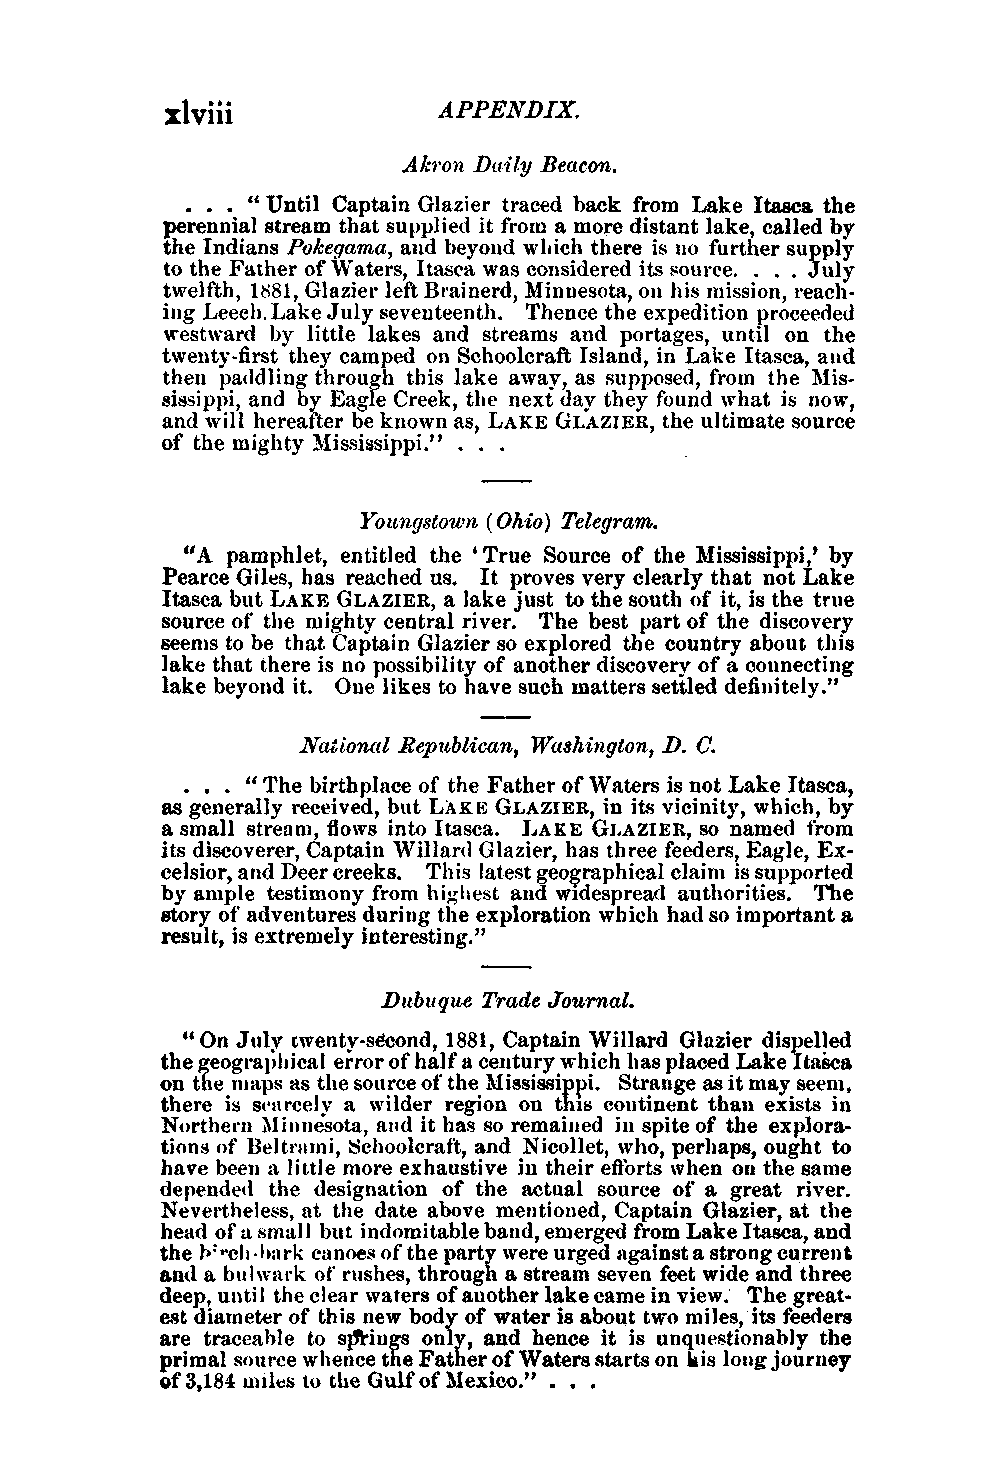 xlviii APPENDIX.
Akron Daily Beacon.
. . . “Until Captain Glazier traced back from Lake Itasca the
perennial stream that supplied it from a more distant lake, called by
the Indians Pokegama, and beyond which there is no further supply
to the Father of Waters, Itasca was considered its source. . . . July
twelfth, 1881, Glazier left Brainerd, Minnesota, on his mission, reach-
ing Leech Lake July seventeenth. Thence the expedition proceeded
westward by little lakes and streams and portages, until on the
twenty-first they camped on Schoolcraft Island, in Lake Itasca, and
then paddling through this lake away, as supposed, from the Mis-
sissippi, and by Eagle Creek, the next day they found what is now,
and will hereafter be known as, LAKE GLAZIER, the ultimate source
of the mighty Mississippi.” . . .
Youngstown (Ohio) Telegram.
“A pamphlet, entitled the ‘True Source of the Mississippi,’ by
Pearce Giles, has reached us. It proves very clearly that not Lake
Itasca but LAKE GLAZIER, a lake just to the south of it, is the true
source of the mighty central river. The best part of the discovery
seems to be that Captain Glazier so explored the country about this
lake that there is no possibility of another discovery of a connecting
lake beyond it. One likes to have such matters settled definitely.”
National Republican, Washington, D. C.
. . . “The birthplace of the Father of Waters is not Lake Itasca,
as generally received, but LAKE GLAZIER, in its vicinity, which, by
a small stream, flows into Itasca. LAKE GLAZIER, so named from
its discoverer, Captain Willard Glazier, has three feeders, Eagle, Ex-
celsior, and Deer creeks. This latest geographical claim is supported
by ample testimony from highest and widespread authorities. The
story of adventures during the exploration which had so important a
result, is extremely interesting.”
Dubuque Trade Journal.
“On July twenty-second, 1881, Captain Willard Glazier dispelled
the geographical error of half a century which has placed Lake Itasca
on the maps as the source of the Mississippi. Strange as it may seem,
there is scarcely a wilder region on this continent than exists in
Northern Minnesota, and it has so remained in spite of the explora-
tions of Beltrami, Schoolcraft, and Nicollet, who, perhaps, ought to
have been a little more exhaustive in their efforts when on the same
depended the designation of the actual source of a great river.
Nevertheless, at the date above mentioned, Captain Glazier, at the
head of a small but indomitable band, emerged from Lake Itasca, and
the birch-bark canoes of the party were urged against a strong current
and a bulwark of rushes, through a stream seven feet wide and three
deep, until the clear waters of another lake came in view. The great-
est diameter of this new body of water is about two miles, its feeders
are traceable to springs only, and hence it is unquestionably the
primal source whence the Father of Waters starts on his long journey
of 3,184 miles to the Gulf of Mexico.” . . .